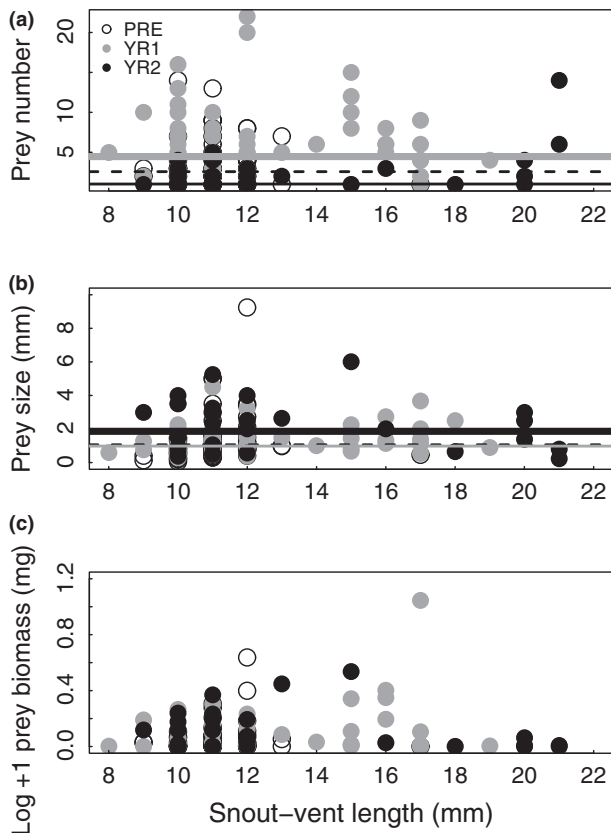 (a)
PRE
YR1
YR2
Prey number
20
10
5
8 10 12 14 16 18 20 22
(b)
Prey size (mm)
8
6
4
2
0
8 10 12 14 16 18 20 22
(c)
Log +1 prey biomass (mg)
1.2
0.8
0.4
0.0
8 10 12 14 16 18 20 22
Snout−vent length (mm)